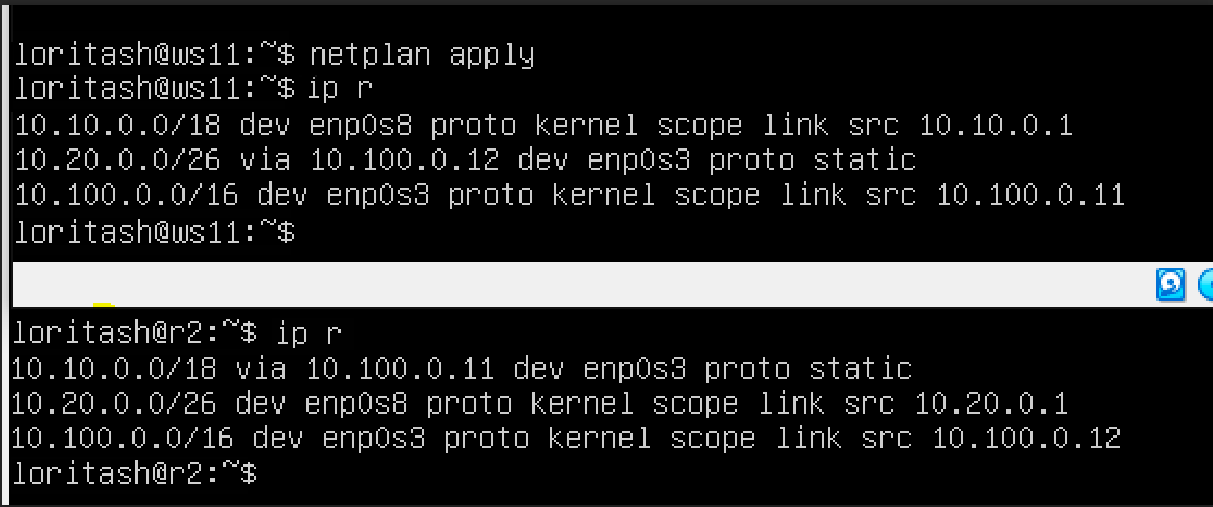 loritash@ws11:~$ netplan apply
loritash@ws11:~$ ip r
10.10.0.0/18 dev enp0s8 proto kernel scope link src 10.10.0.1
10.20.0.0/26 via 10.100.0.12 dev enp0s3 proto static
10.100.0.0/16 dev enp0s3 proto kernel scope link src 10.100.0.11
loritash@ws11:~$
loritash@r2:~$ ip r
10.10.0.0/18 via 10.100.0.11 dev enp0s3 proto static
10.20.0.0/26 dev enp0s8 proto kernel scope link src 10.20.0.1
10.100.0.0/16 dev enp0s3 proto kernel scope link src 10.100.0.12
loritash@r2:~$